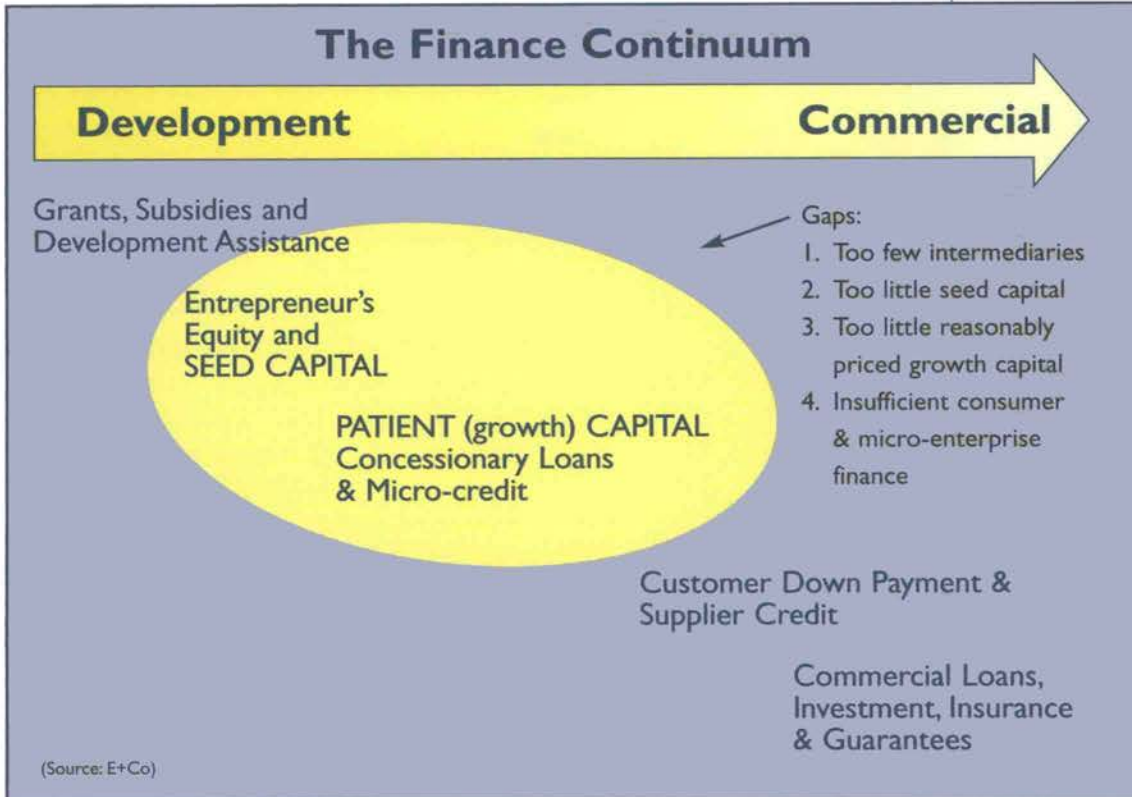 The Finance Continuum
Development
Commercial
Grants, Subsidies and
Development Assistance
Entrepreneur's
Equity and
SEED CAPITAL
PATIENT (growth) CAPITAL
Concessionary Loans
& Micro-credit
Gaps:
1. Too few intermediaries
2. Too little seed capital
3. Too little reasonably
priced growth capital
4. Insufficient consumer
& micro-enterprise
finance
Customer Down Payment &
Supplier Credit
Commercial Loans,
Investment, Insurance
& Guarantees
(Source: E+Co)